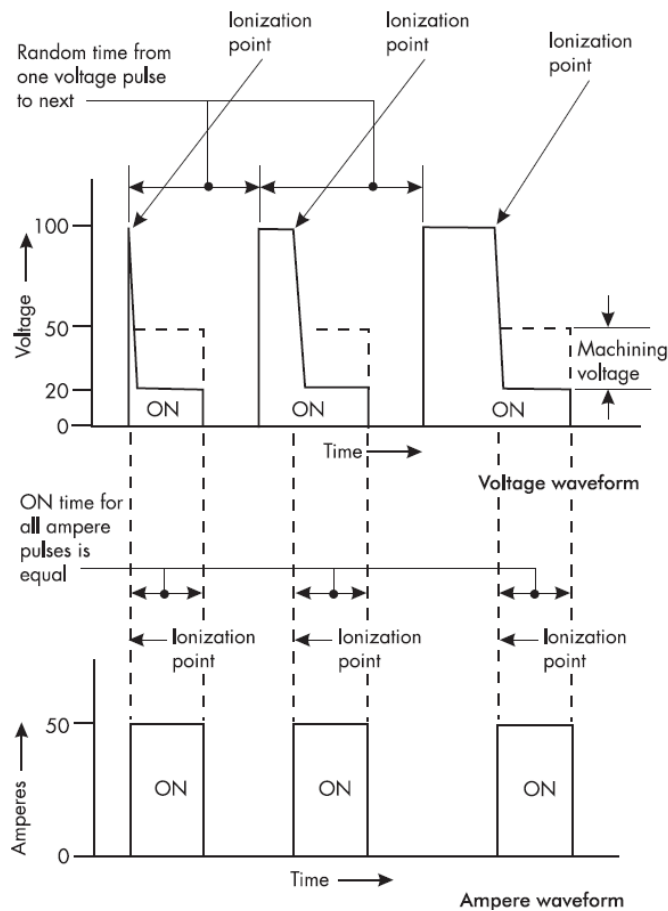 Ionization
point
Ionization
point
Ionization
point
Random time from
one voltage pulse
to next
100
50
20
0
Voltage
Machining
voltage
ON
ON
ON
Time
Voltage waveform
ON time for
all ampere
pulses is
equal
Ionization
point
Ionization
point
Ionization
point
50
0
Amperes
ON
ON
ON
Time
Ampere waveform